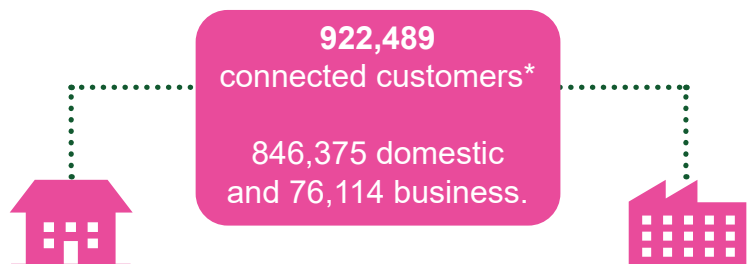 922,489
connected customers*
846,375 domestic
and 76,114 business.